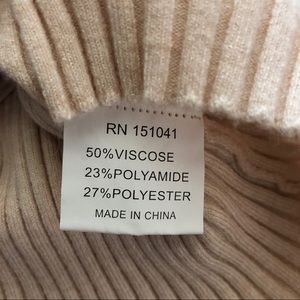 RN 151041
50%VISCOSE
23%POLYAMIDE
27%POLYESTER
MADE IN CHINA